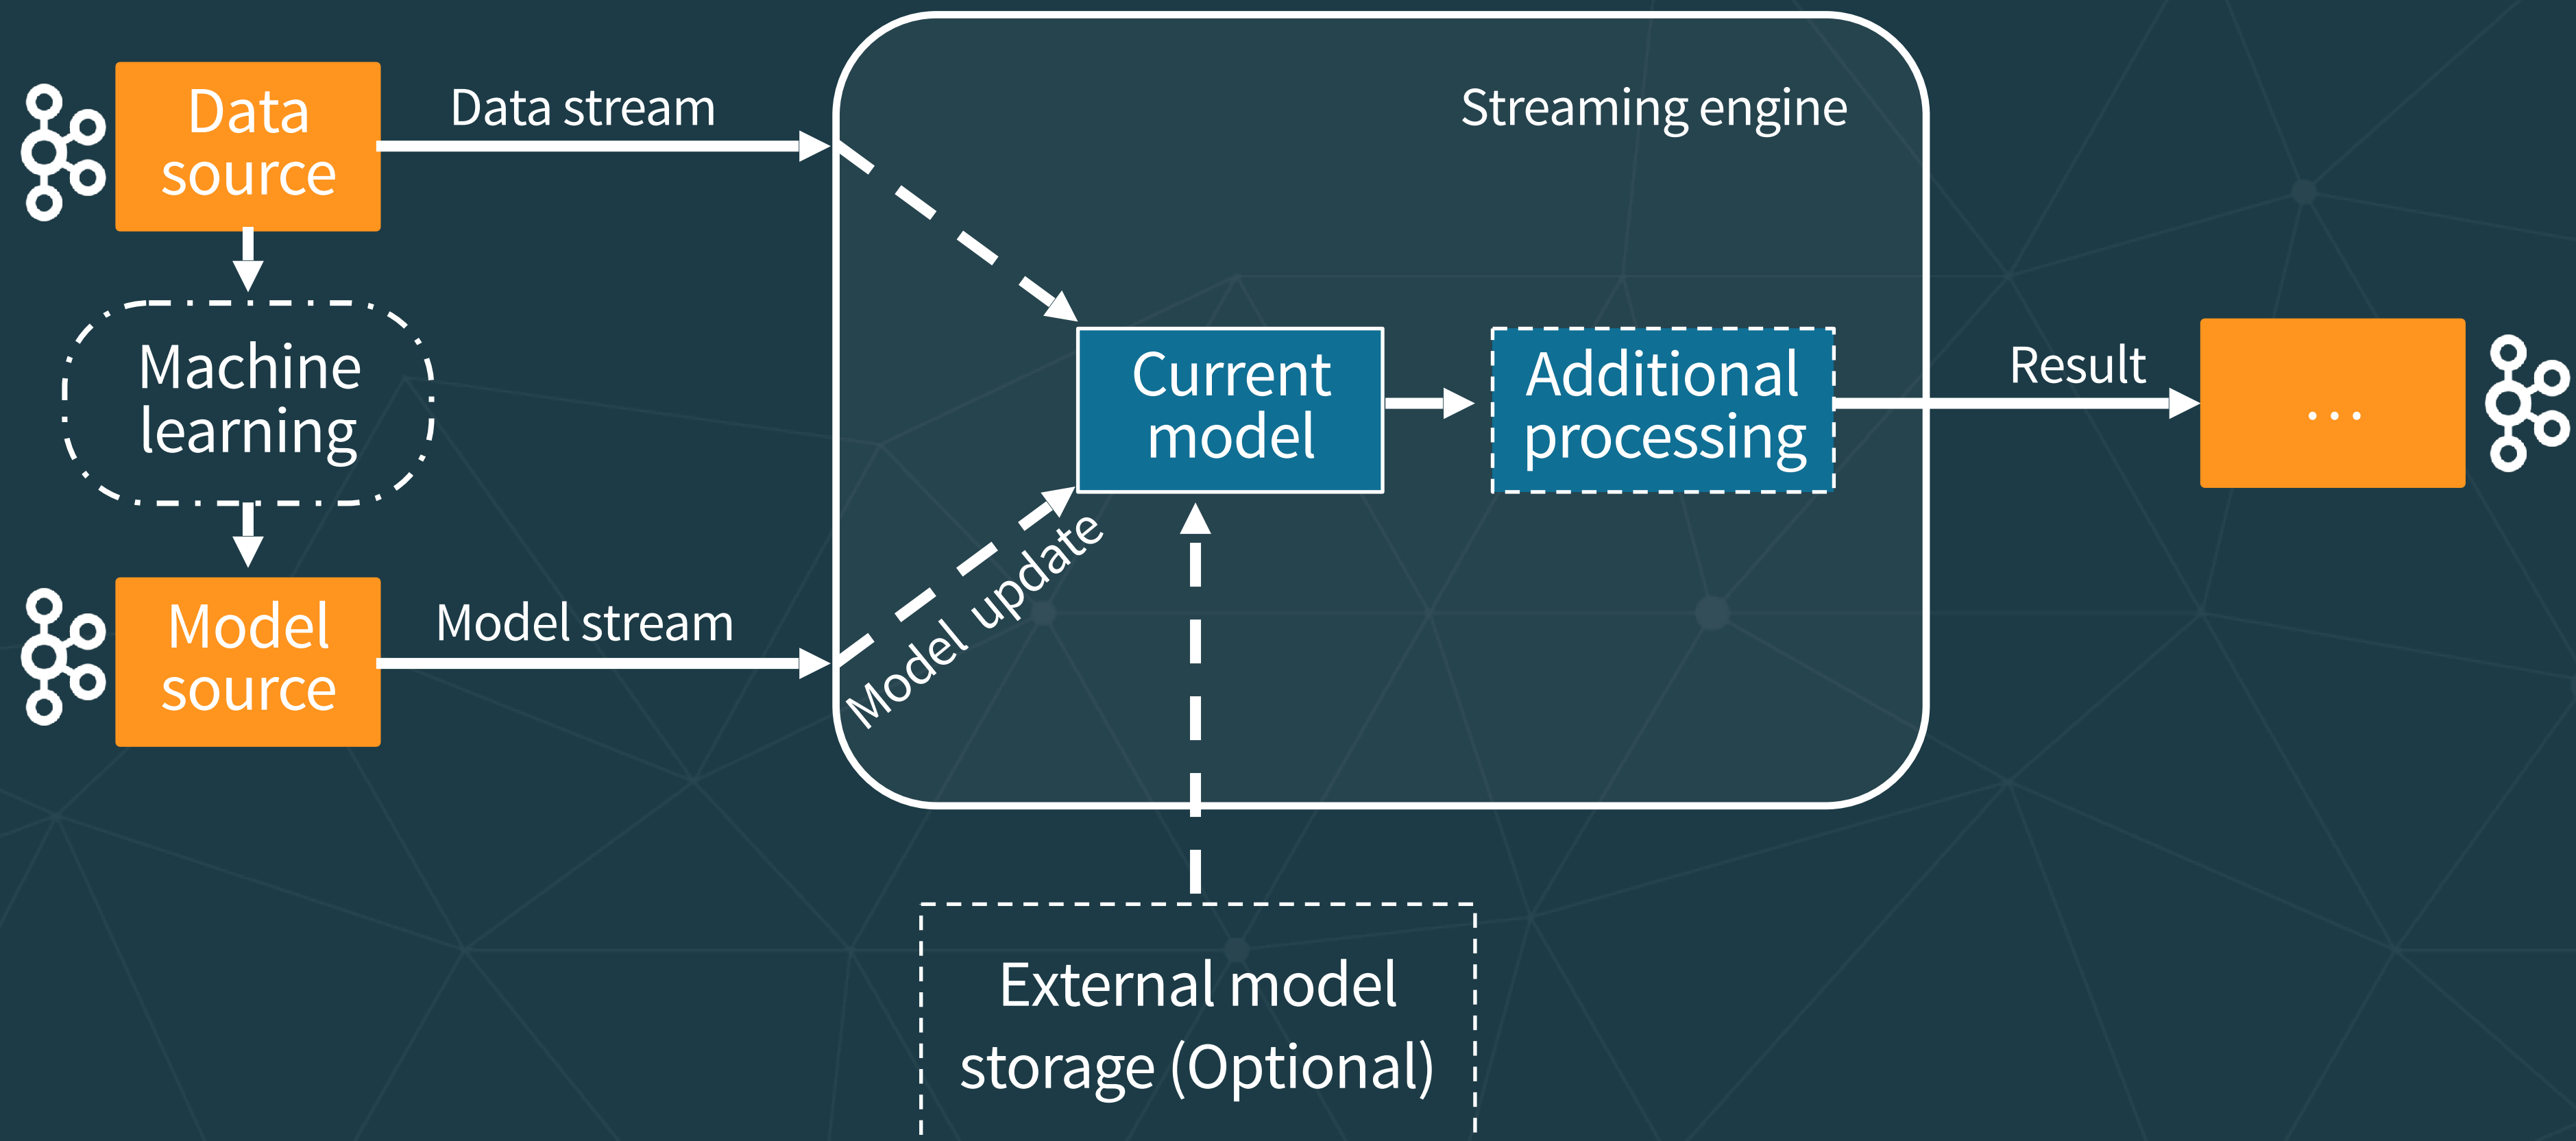 Data
source
Data stream
Streaming engine
Machine
learning
Current
model
Additional
processing
Result
...
Model
source
Model stream
Model update
External model
storage (Optional)